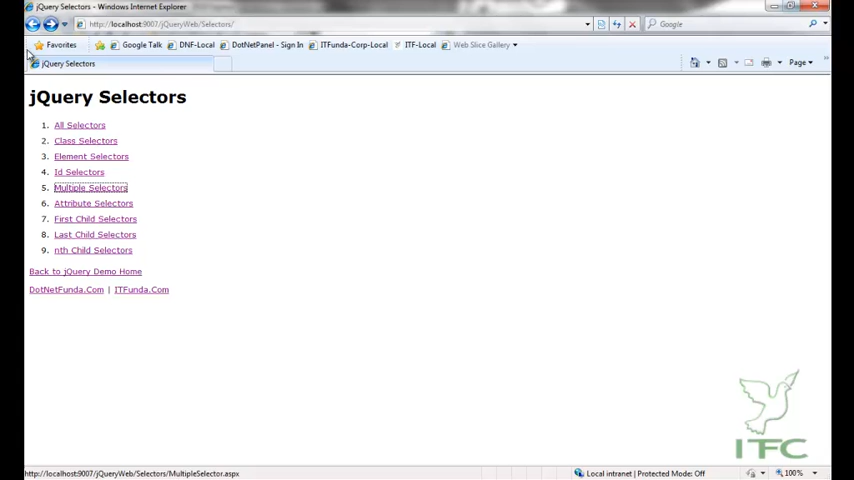 jQuery Selectors - Windows Internet Explorer
http://localhost:9007/jQueryWeb/Selectors/
Google
Favorites
Google Talk
DNF-Local
DotNetPanel - Sign In
ITFunda-Corp-Local
ITF-Local
Web Slice Gallery
jQuery Selectors
Page
jQuery Selectors
1. All Selectors
2. Class Selectors
3. Element Selectors
4. Id Selectors
5. Multiple Selectors
6. Attribute Selectors
7. First Child Selectors
8. Last Child Selectors
9. nth Child Selectors
Back to jQuery Demo Home
DotNetFunda.Com | ITFunda.Com
ITFC
http://localhost:9007/jQueryWeb/Selectors/MultipleSelector.aspx
Local intranet | Protected Mode: Off
100%